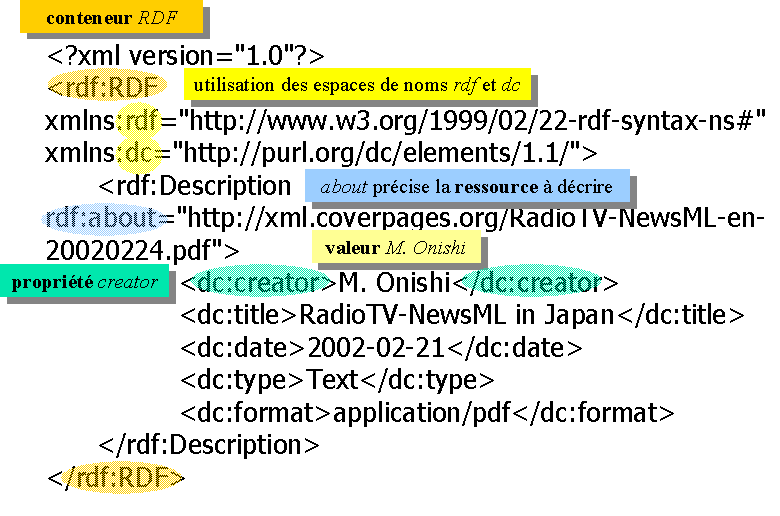 conteneur RDF
<?xml version="1.0"?>
<rdf:RDF
utilisation des espaces de noms rdf et dc
xmlns:rdf="http://www.w3.org/1999/02/22-rdf-syntax-ns#"
xmlns:dc="http://purl.org/dc/elements/1.1/">
<rdf:Description
about précise la ressource à décrire
rdf:about="http://xml.coverpages.org/RadioTV-NewsML-en-
20020224.pdf">
valeur M. Onishi
propriété creator
<dc:creator>M. Onishi</dc:creator>
<dc:title>RadioTV-NewsML in Japan</dc:title>
<dc:date>2002-02-21</dc:date>
<dc:type>Text</dc:type>
<dc:format>application/pdf</dc:format>
</rdf:Description>
</rdf:RDF>